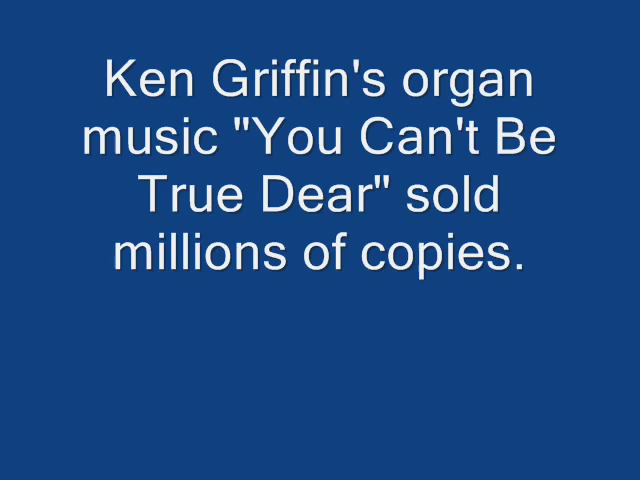 Ken Griffin's organ
music "You Can't Be
True Dear" sold
millions of copies.